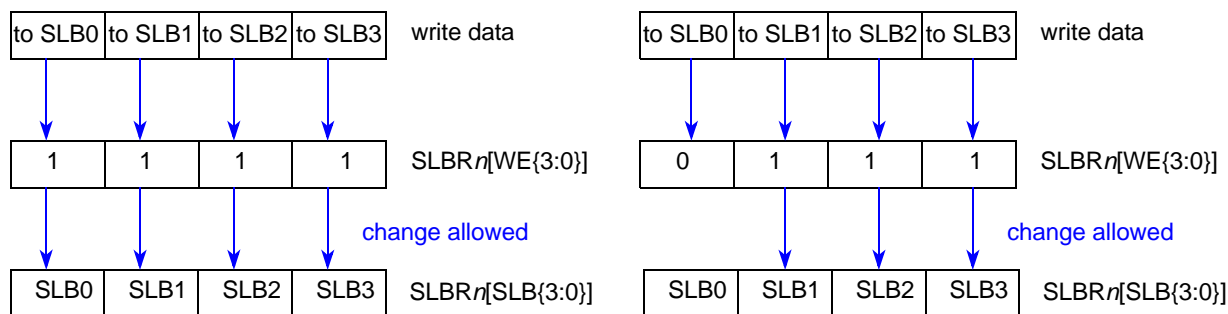 to SLB0 to SLB1 to SLB2 to SLB3 write data to SLB0 to SLB1 to SLB2 to SLB3 write data
1 1 1 1 SLBRn[WE{3:0}] 0 1 1 1 SLBRn[WE{3:0}]
change allowed change allowed
SLB0 SLB1 SLB2 SLB3 SLBRn[SLB{3:0}] SLB0 SLB1 SLB2 SLB3 SLBRn[SLB{3:0}]